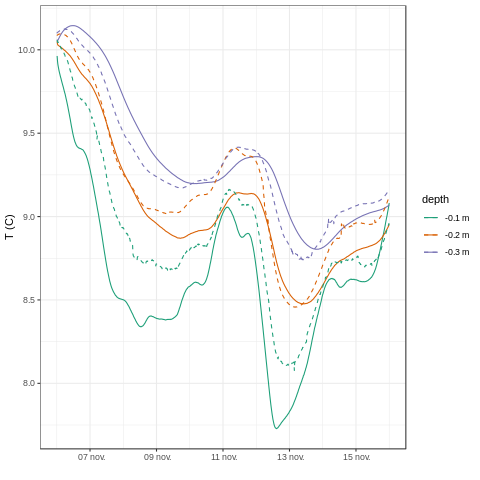 T (C)
10.0
9.5
9.0
8.5
8.0
07 nov.
09 nov.
11 nov.
13 nov.
15 nov.
depth
-0.1 m
-0.2 m
-0.3 m